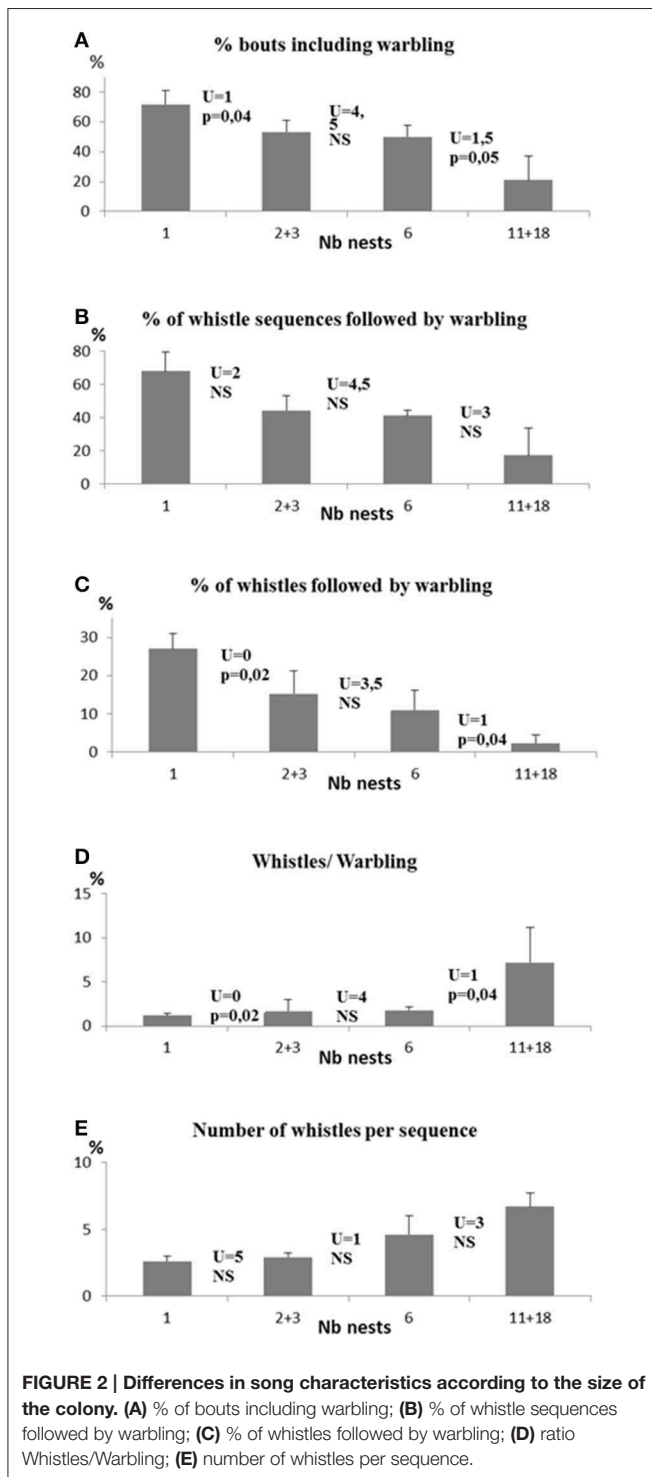 A
% bouts including warbling
%
80
60
40
20
0
U=1
p=0,04
U=4,
5
NS
U=1,5
p=0,05
1
2+3
6
11+18
Nb nests
B
% of whistle sequences followed by warbling
%
80
60
40
20
0
U=2
NS
U=4,5
NS
U=3
NS
1
2+3
6
11+18
Nb nests
C
% of whistles followed by warbling
%
30
20
10
0
U=0
p=0,02
U=3,5
NS
U=1
p=0,04
1
2+3
6
11+18
Nb nests
D
Whistles/ Warbling
%
15
10
5
0
U=0
p=0,02
U=4
NS
U=1
p=0,04
1
2+3
6
11+18
Nb nests
E
Number of whistles per sequence
%
10
5
0
U=5
NS
U=1
NS
U=3
NS
1
2+3
6
11+18
Nb nests
FIGURE 2 | Differences in song characteristics according to the size of
the colony. (A) % of bouts including warbling; (B) % of whistle sequences
followed by warbling; (C) % of whistles followed by warbling; (D) ratio
Whistles/Warbling; (E) number of whistles per sequence.